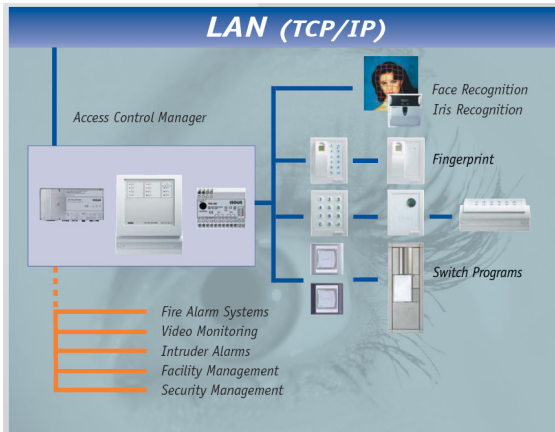 LAN (TCP/IP)
Face Recognition
Iris Recognition
Access Control Manager
Fingerprint
Switch Programs
Fire Alarm Systems
Video Monitoring
Intruder Alarms
Facility Management
Security Management